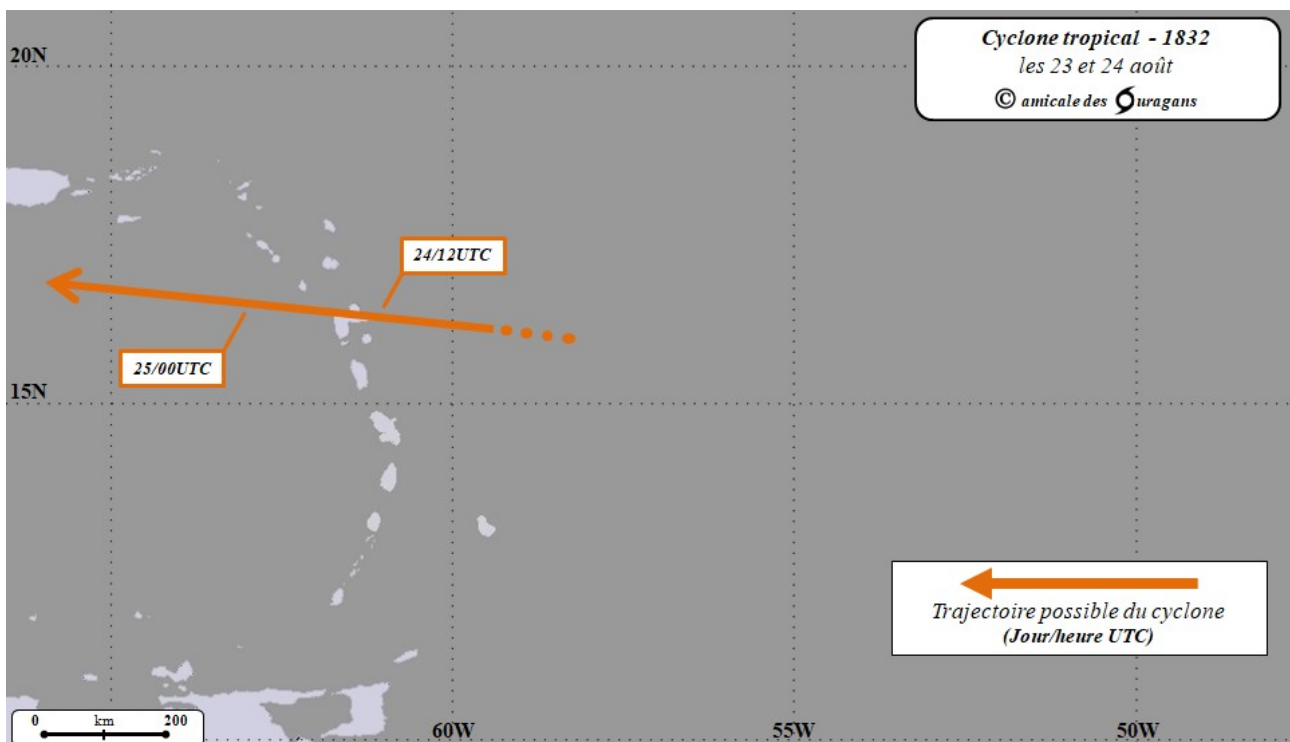 20N
Cyclone tropical - 1832
les 23 et 24 août
© amicale des Ouragans
24/12UTC
25/00UTC
15N
Trajectoire possible du cyclone
(Jour/heure UTC)
0 km 200
60W 55W 50W